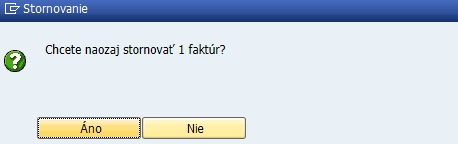 Stornovanie
Chcete naozaj stornovať 1 faktúr?
Áno
Nie